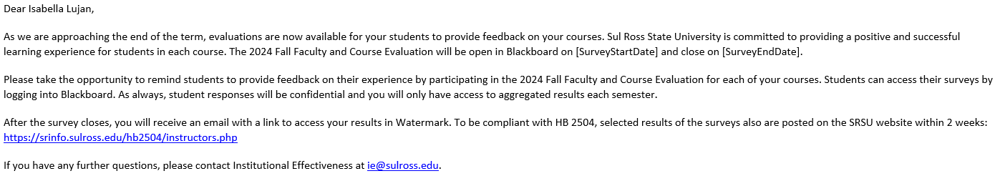 Dear Isabella Lujan,
As we are approaching the end of the term, evaluations are now available for your students to provide feedback on your courses. Sul Ross State University is committed to providing a positive and successful
learning experience for students in each course. The 2024 Fall Faculty and Course Evaluation will be open in Blackboard on [SurveyStartDate] and close on [SurveyEndDate].
Please take the opportunity to remind students to provide feedback on their experience by participating in the 2024 Fall Faculty and Course Evaluation for each of your courses. Students can access their surveys by
logging into Blackboard. As always, student responses will be confidential and you will only have access to aggregated results each semester.
After the survey closes, you will receive an email with a link to access your results in Watermark. To be compliant with HB 2504, selected results of the surveys also are posted on the SRSU website within 2 weeks:
https://srinfo.sulross.edu/hb2504/instructors.php
If you have any further questions, please contact Institutional Effectiveness at ie@sulross.edu.